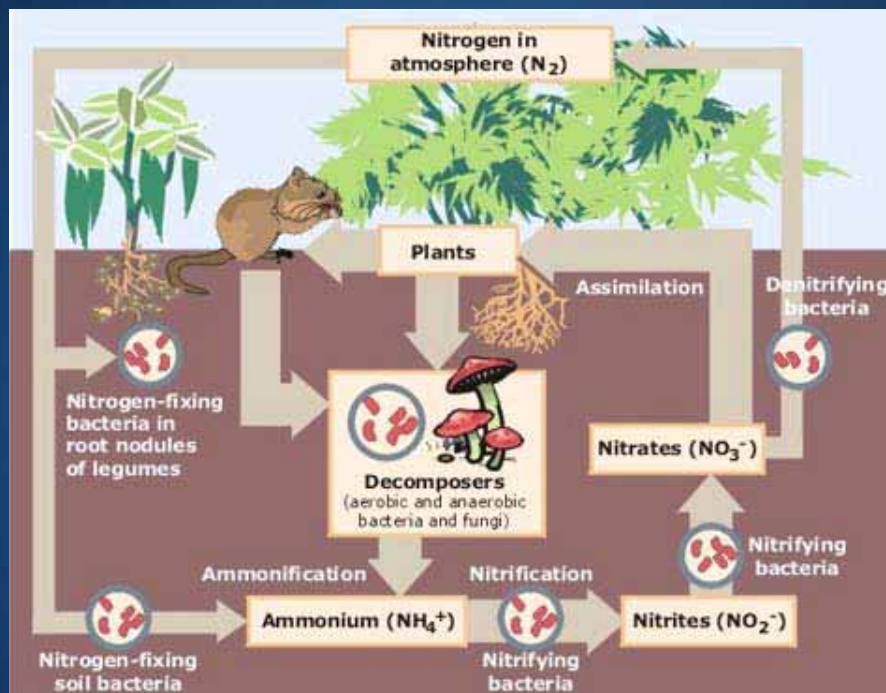 Nitrogen in
atmosphere (N₂)
Plants
Assimilation
Denitrifying
bacteria
Nitrogen-fixing
bacteria in
root nodules
of legumes
Decomposers
(aerobic and anaerobic
bacteria and fungi)
Nitrates (NO₃⁻)
Nitrifying
bacteria
Ammonification
Nitrification
Ammonium (NH₄⁺)
Nitrites (NO₂⁻)
Nitrogen-fixing
soil bacteria
Nitrifying
bacteria